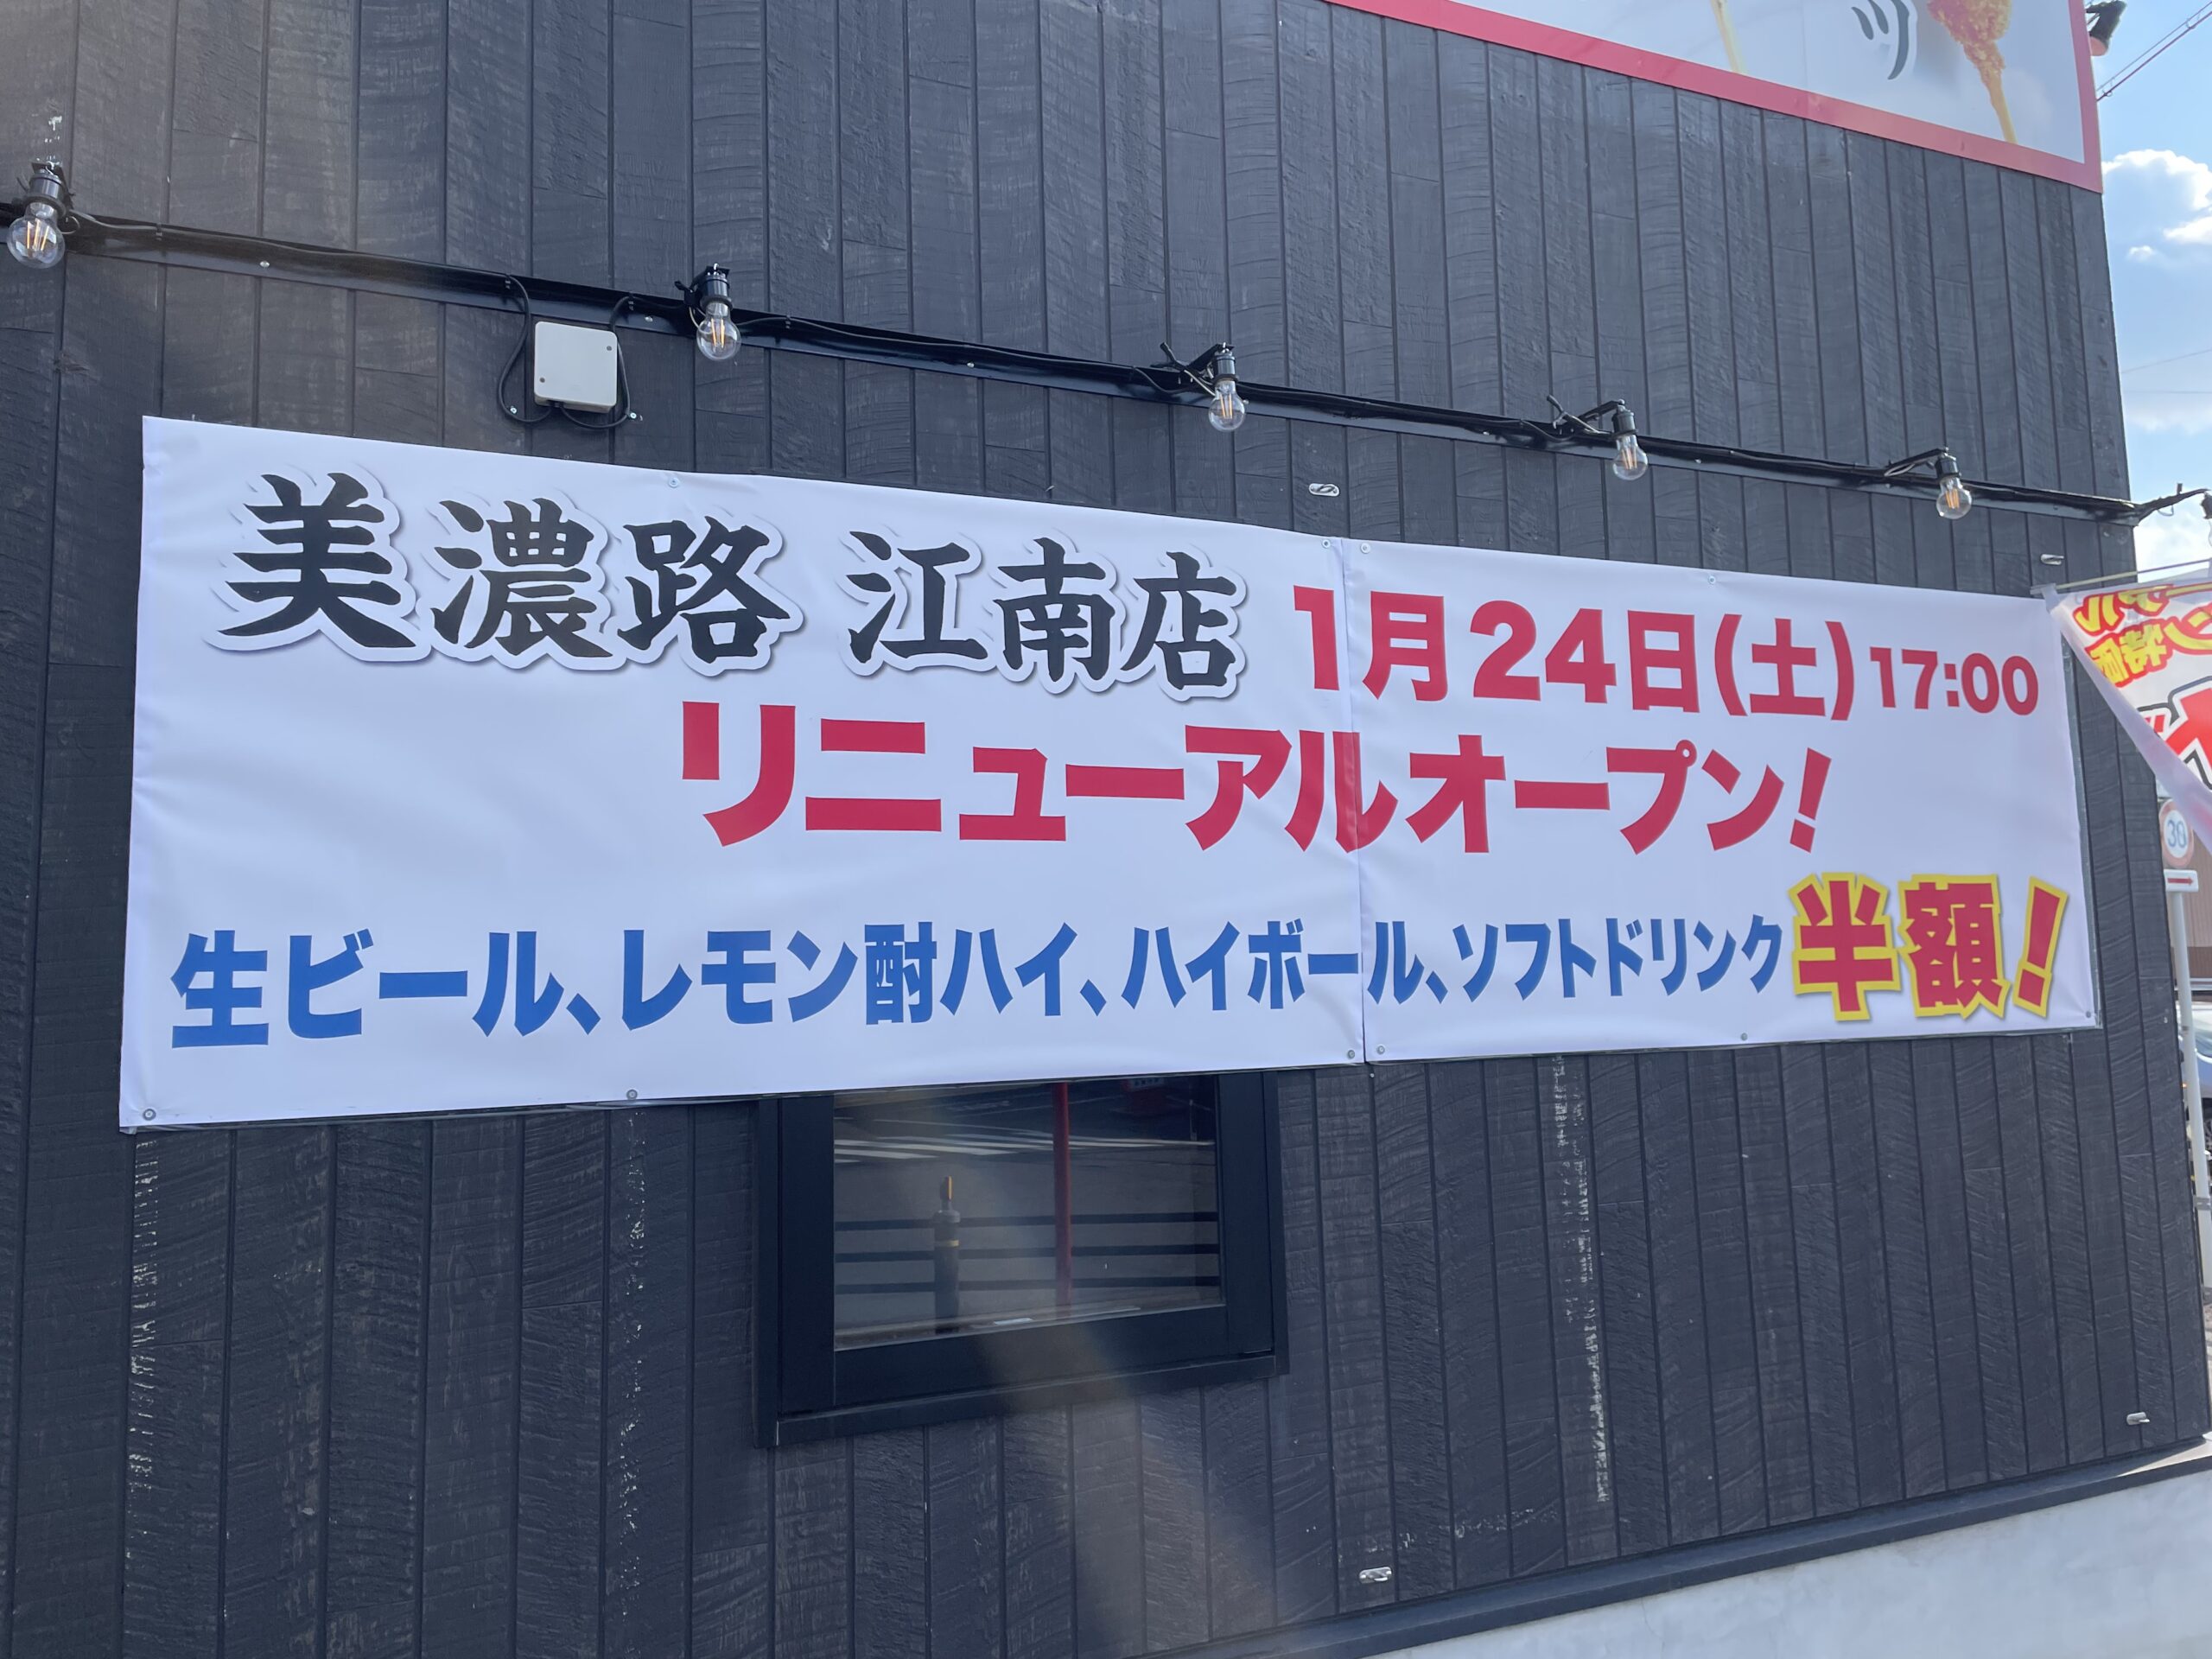 ツ
美濃路 江南店 1月24日(土)17:00
リニューアルオープン!
生ビール、レモン酎ハイ、ハイボール、ソフトドリンク半額!
30